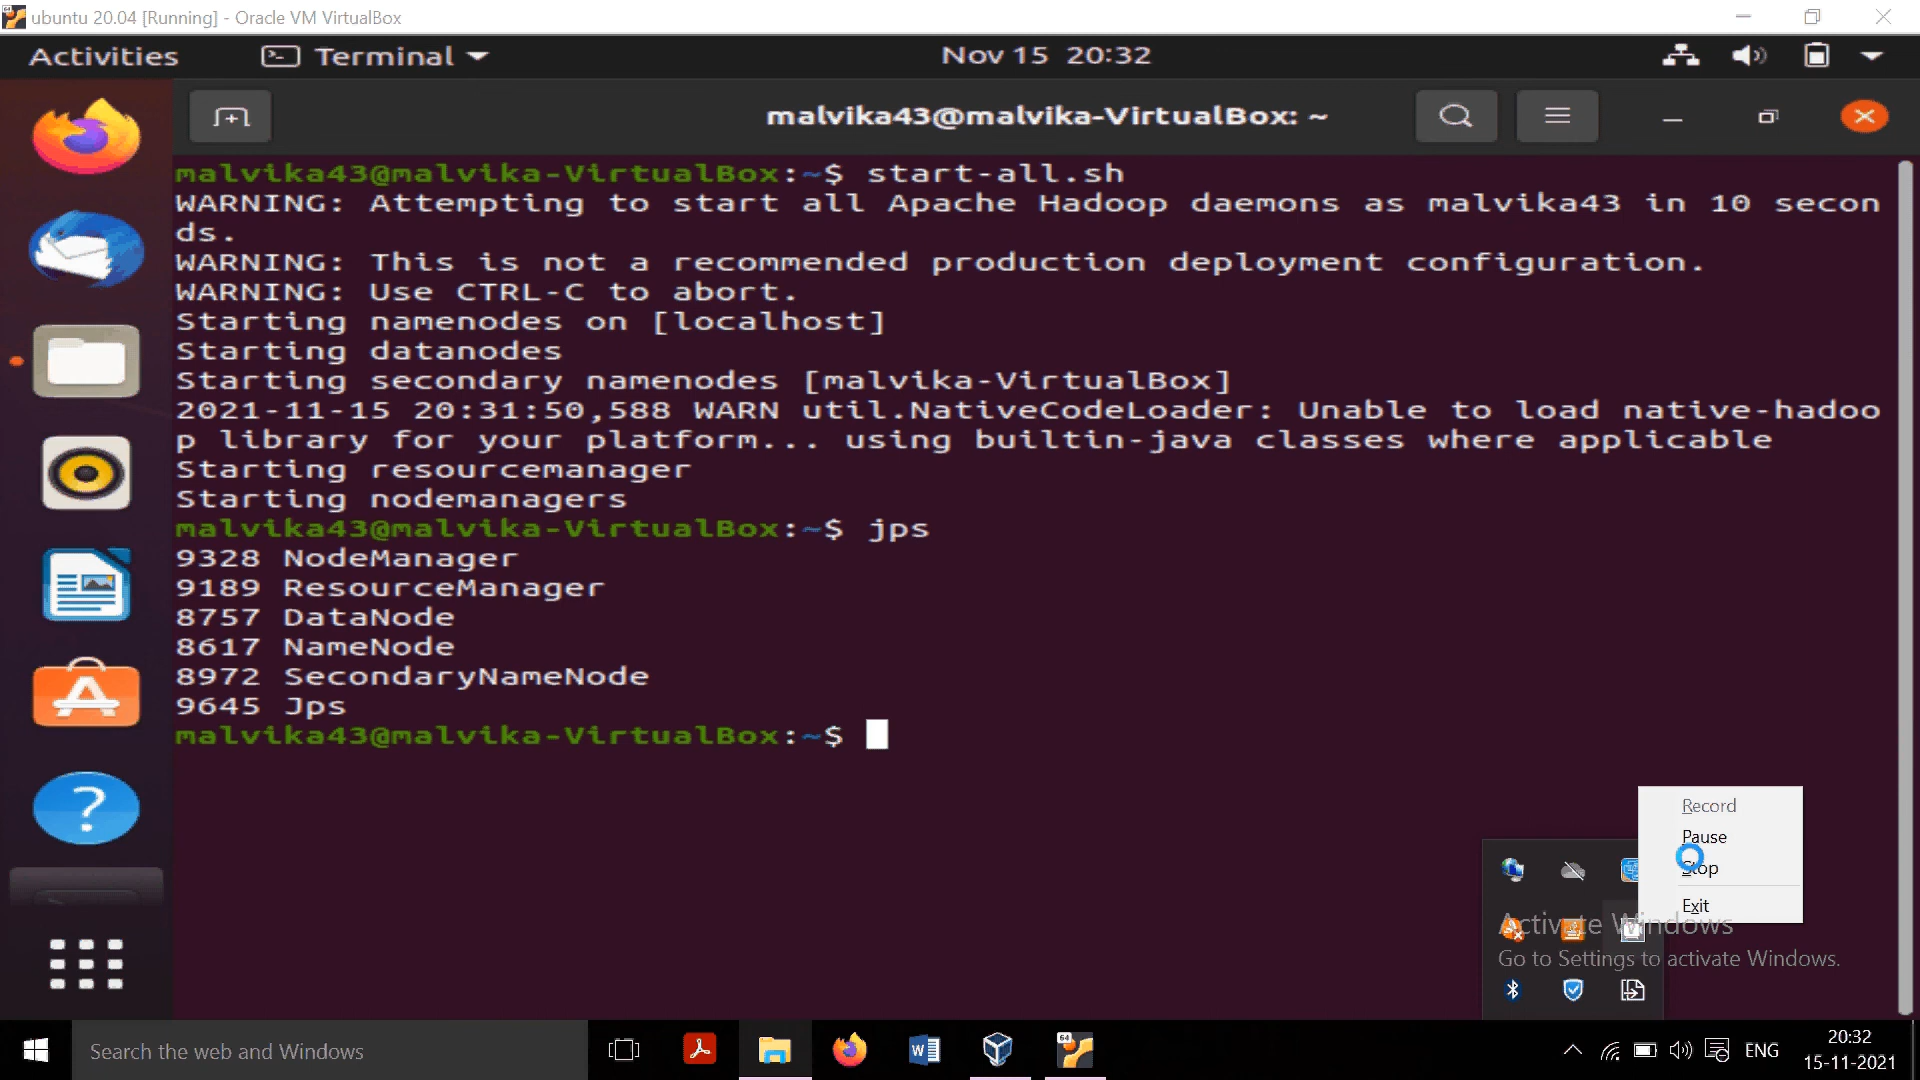 ubuntu 20.04 [Running] - Oracle VM VirtualBox
Activities
Terminal
Nov 15 20:32
malvika43@malvika-VirtualBox: ~
malvika43@malvika-VirtualBox:~$ start-all.sh
WARNING: Attempting to start all Apache Hadoop daemons as malvika43 in 10 secon
ds.
WARNING: This is not a recommended production deployment configuration.
WARNING: Use CTRL-C to abort.
Starting namenodes on [localhost]
Starting datanodes
Starting secondary namenodes [malvika-VirtualBox]
2021-11-15 20:31:50,588 WARN util.NativeCodeLoader: Unable to load native-hadoo
p library for your platform... using builtin-java classes where applicable
Starting resourcemanager
Starting nodemanagers
malvika43@malvika-VirtualBox:~$ jps
9328 NodeManager
9189 ResourceManager
8757 DataNode
8617 NameNode
8972 SecondaryNameNode
9645 Jps
malvika43@malvika-VirtualBox:~$
Record
Pause
Stop
Exit
Activate Windows
Go to Settings to activate Windows.
Search the web and Windows
64
ENG
20:32
15-11-2021